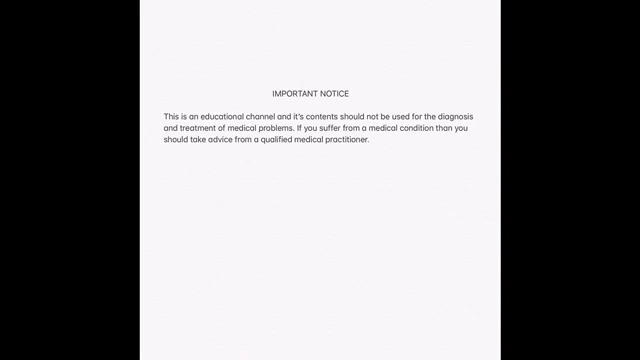 IMPORTANT NOTICE
This is an educational channel and it's contents should not be used for the diagnosis
and treatment of medical problems. If you suffer from a medical condition than you
should take advice from a qualified medical practitioner.